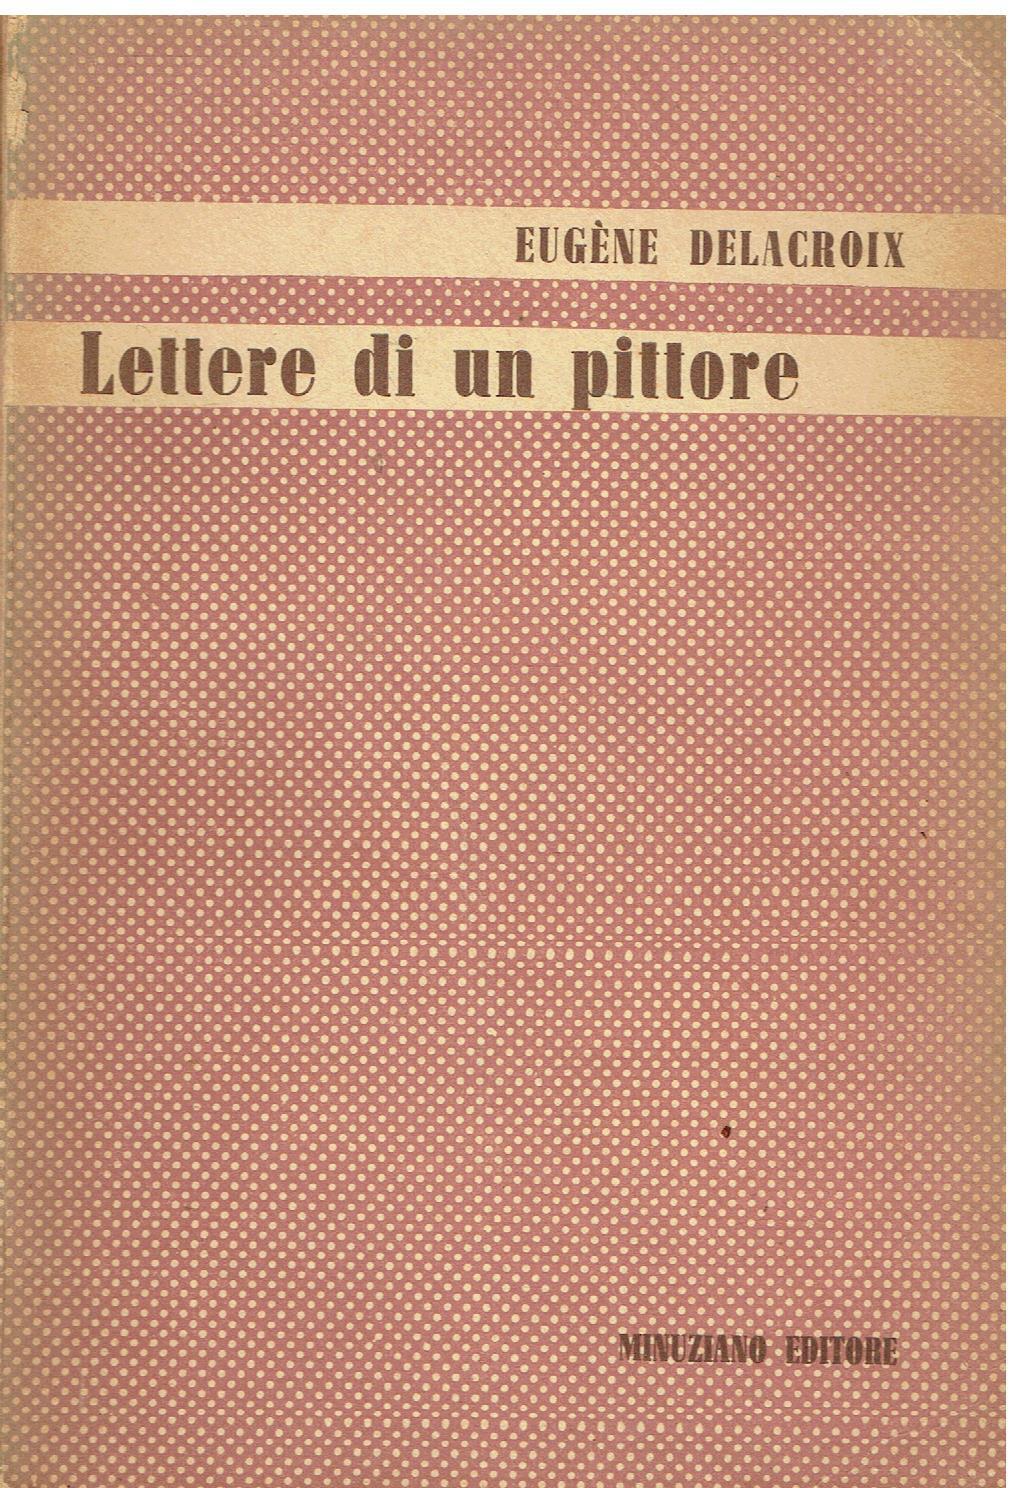 EUGÈNE DELACROIX
Lettere di un pittore
MINUZIANO EDITORE